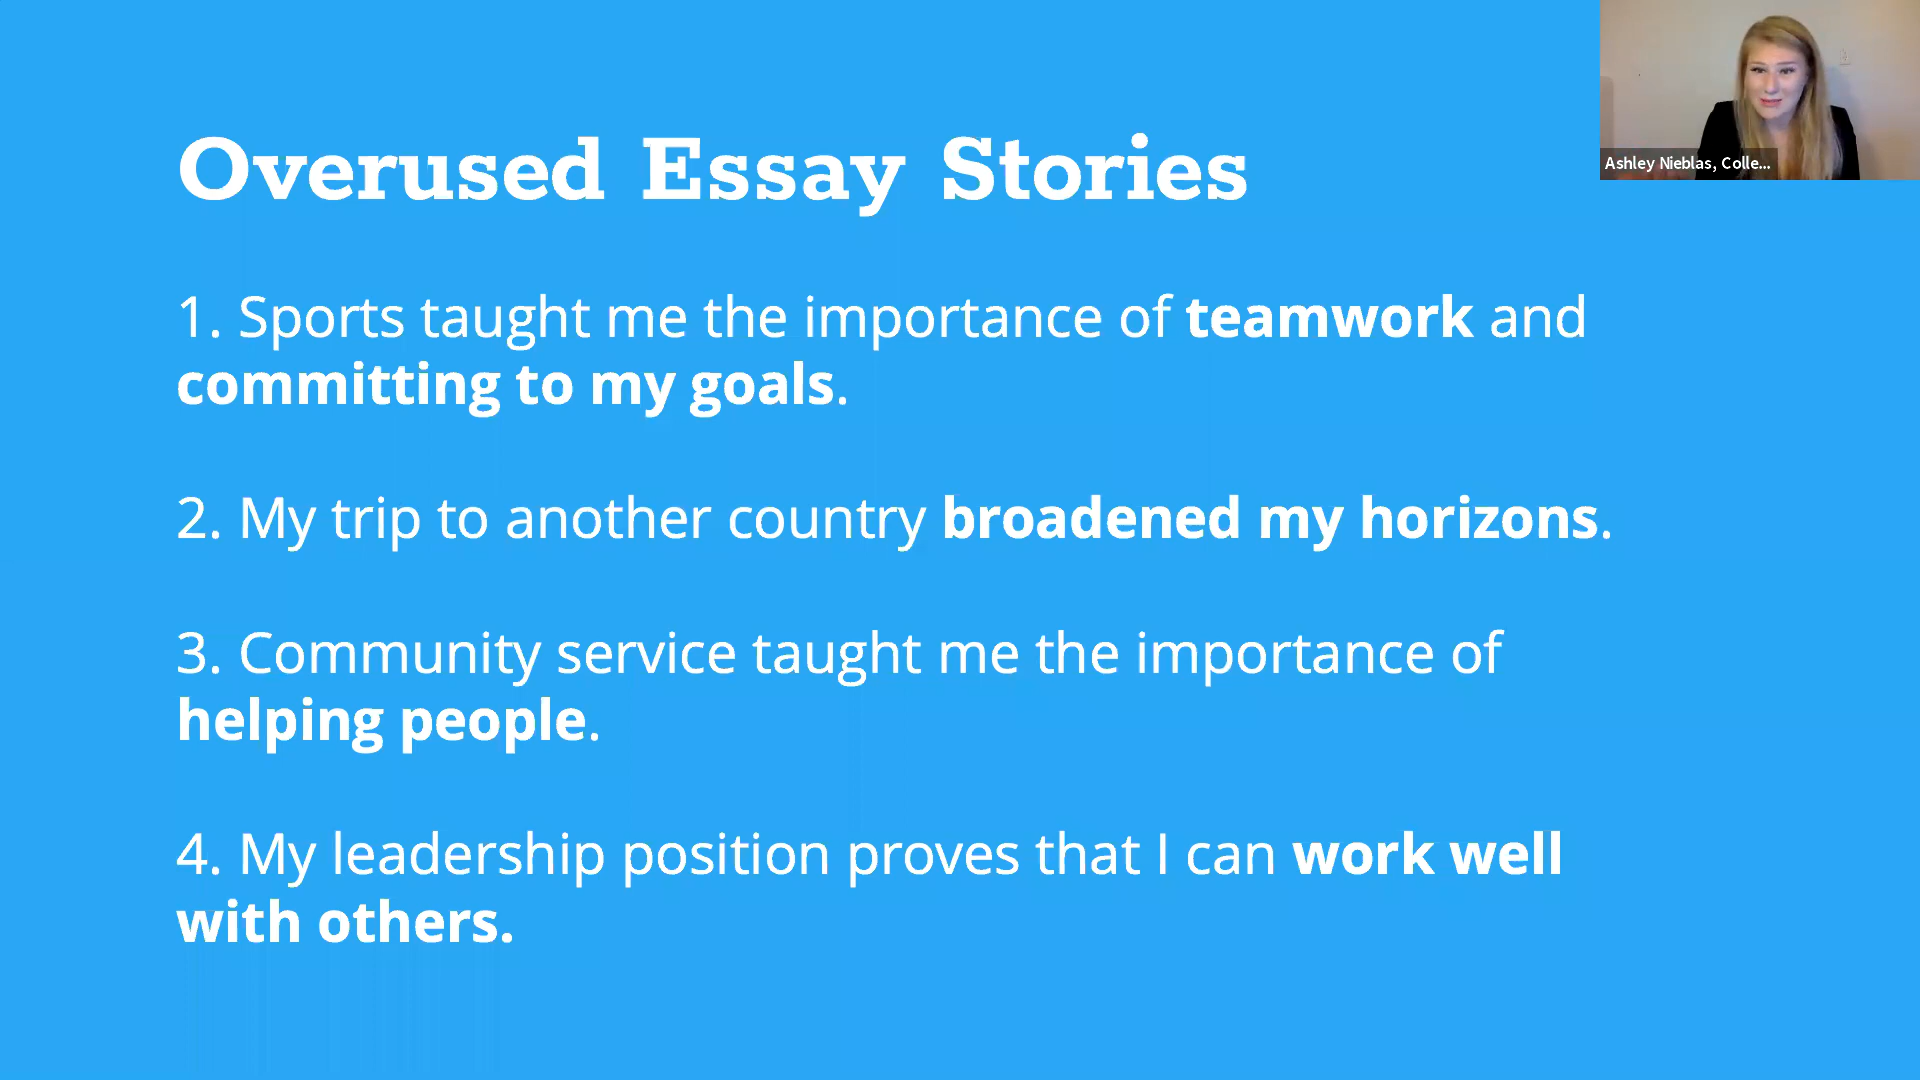 Overused Essay Stories
Ashley Nieblas, Colle...
1. Sports taught me the importance of teamwork and
committing to my goals.
2. My trip to another country broadened my horizons.
3. Community service taught me the importance of
helping people.
4. My leadership position proves that I can work well
with others.